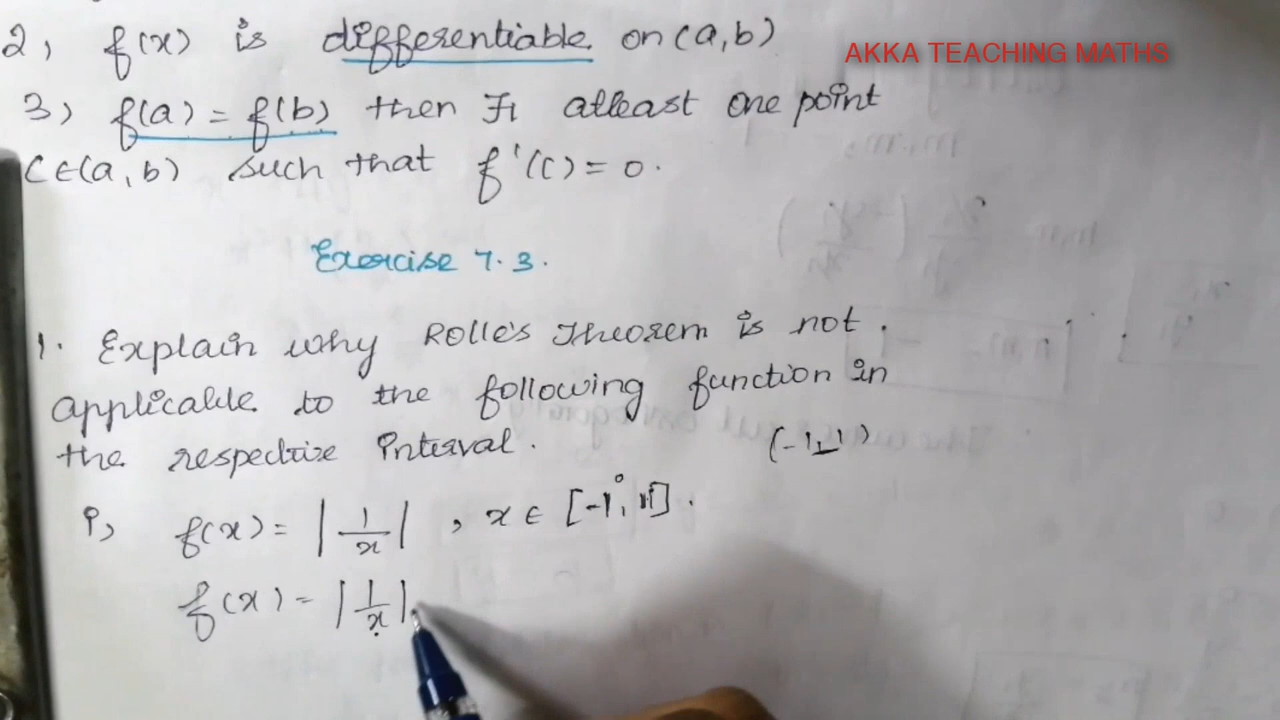 2, f(x) is differentiable on (a,b)
AKKA TEACHING MATHS
3) f(a) = f(b) then ∃ atleast one point
C∈(a, b) such that f'(c) = 0.
Exercise 7.3.
1. Explain why Rolle's Theorem is not
applicable to the following function in
the respective interval.
(-1, 1)
i, f(x) = |1/x| , x ∈ [-1, 1].
f(x) = |1/x|